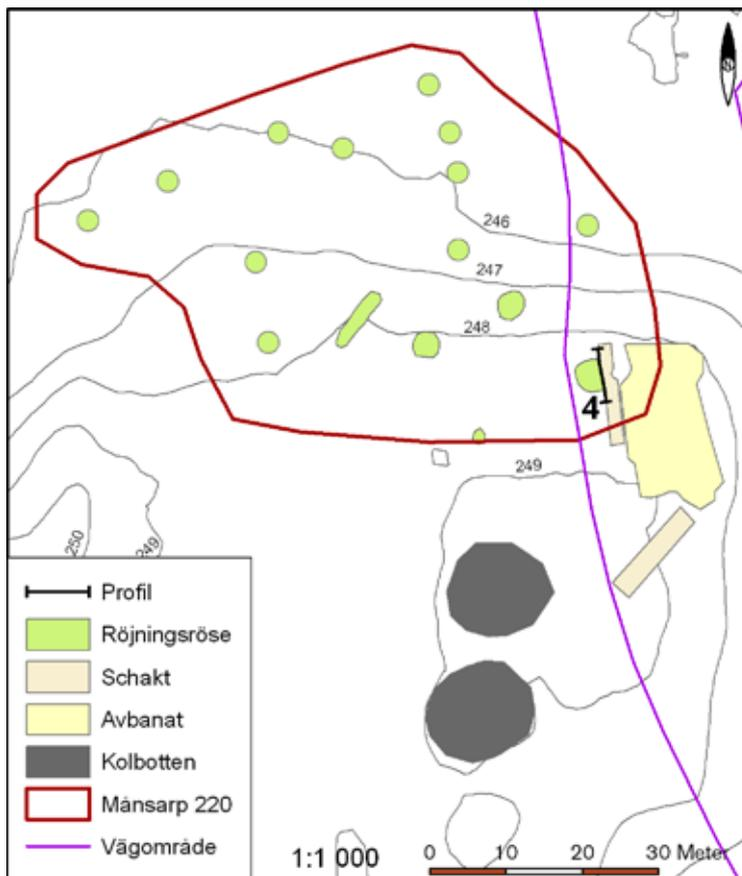 S
246
247
248
4
249
250
249
Profil
Röjningsröse
Schakt
Avbanat
Kolbotten
Månsarp 220
Vägområde
1:1 000
0 10 20 30 Meter